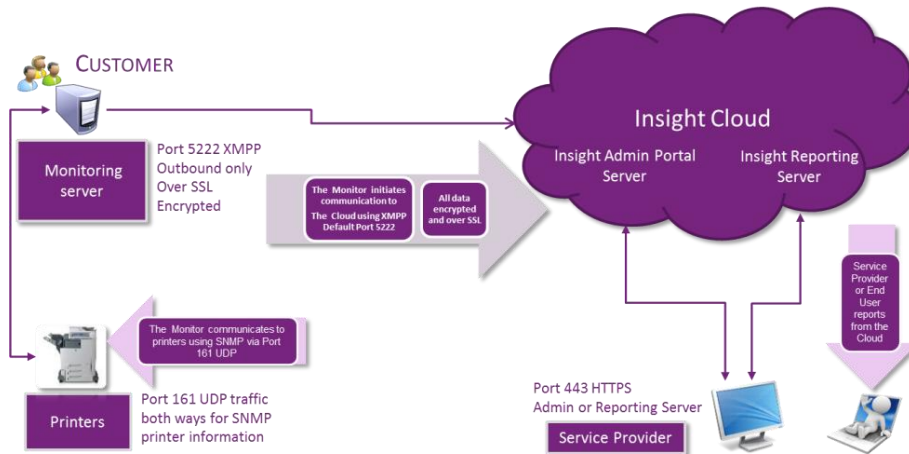 CUSTOMER
Monitoring
server
Port 5222 XMPP
Outbound only
Over SSL
Encrypted
The Monitor initiates
communication to
The Cloud using XMPP
Default Port 5222
All data
encrypted
and over SSL
Insight Cloud
Insight Admin Portal
Server
Insight Reporting
Server
Service
Provider
or End
User
reports
from the
Cloud
The Monitor communicates to
printers using SNMP via Port
161 UDP
Printers
Port 161 UDP traffic
both ways for SNMP
printer information
Port 443 HTTPS
Admin or Reporting Server
Service Provider